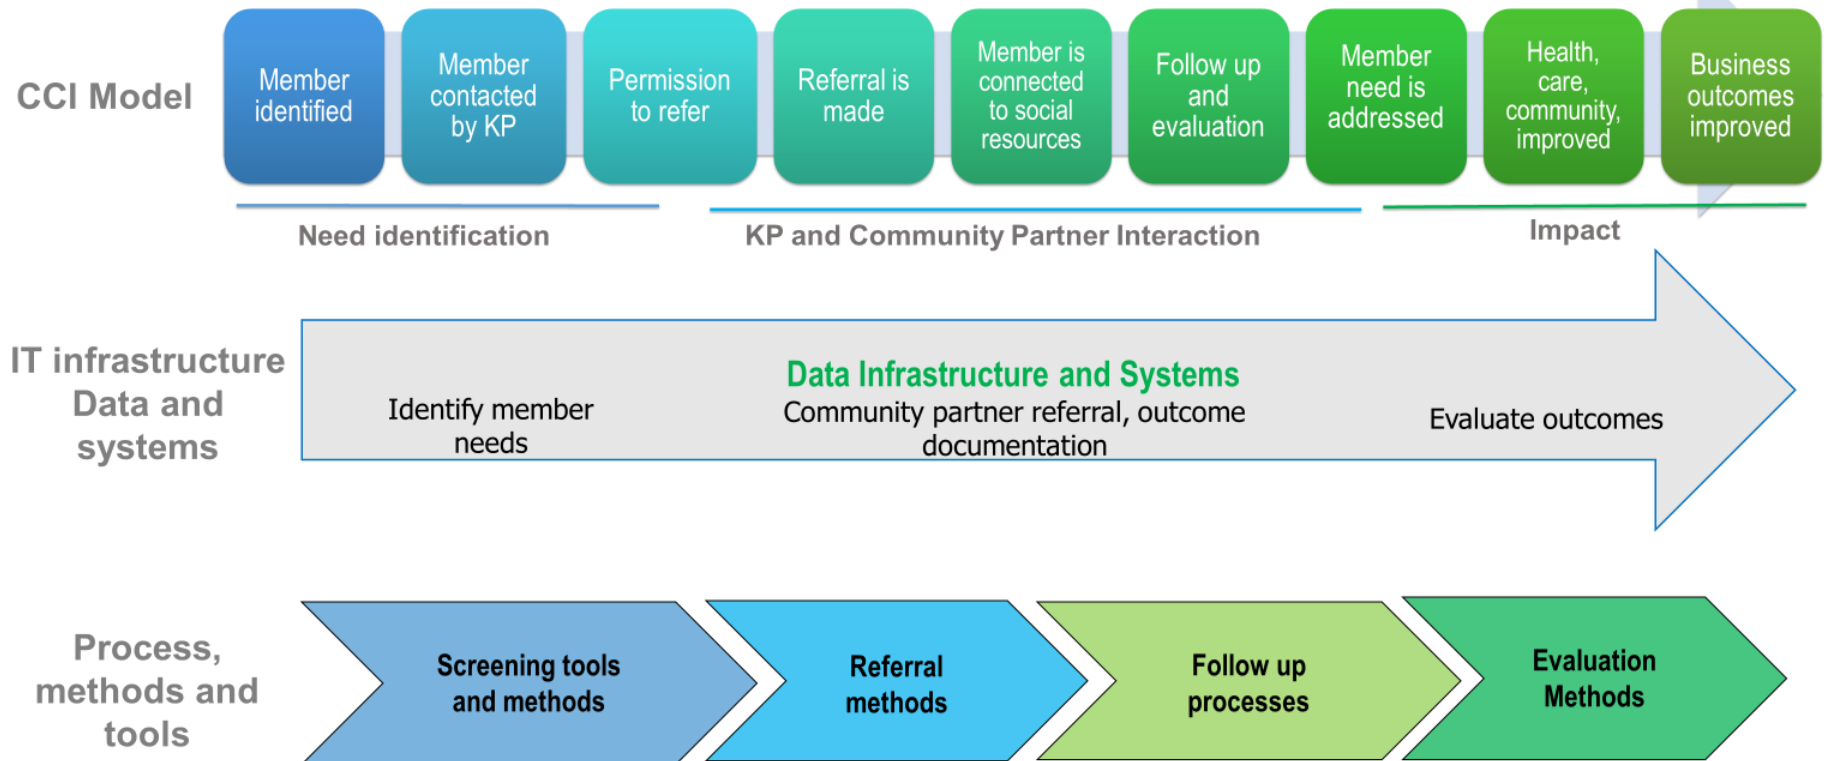 CCI Model
Member
identified
Member
contacted
by KP
Permission
to refer
Referral is
made
Member is
connected
to social
resources
Follow up
and
evaluation
Member
need is
addressed
Health,
care,
community,
improved
Business
outcomes
improved
Need identification
KP and Community Partner Interaction
Impact
IT infrastructure
Data and
systems
Identify member
needs
Data Infrastructure and Systems
Community partner referral, outcome
documentation
Evaluate outcomes
Process,
methods and
tools
Screening tools
and methods
Referral
methods
Follow up
processes
Evaluation
Methods